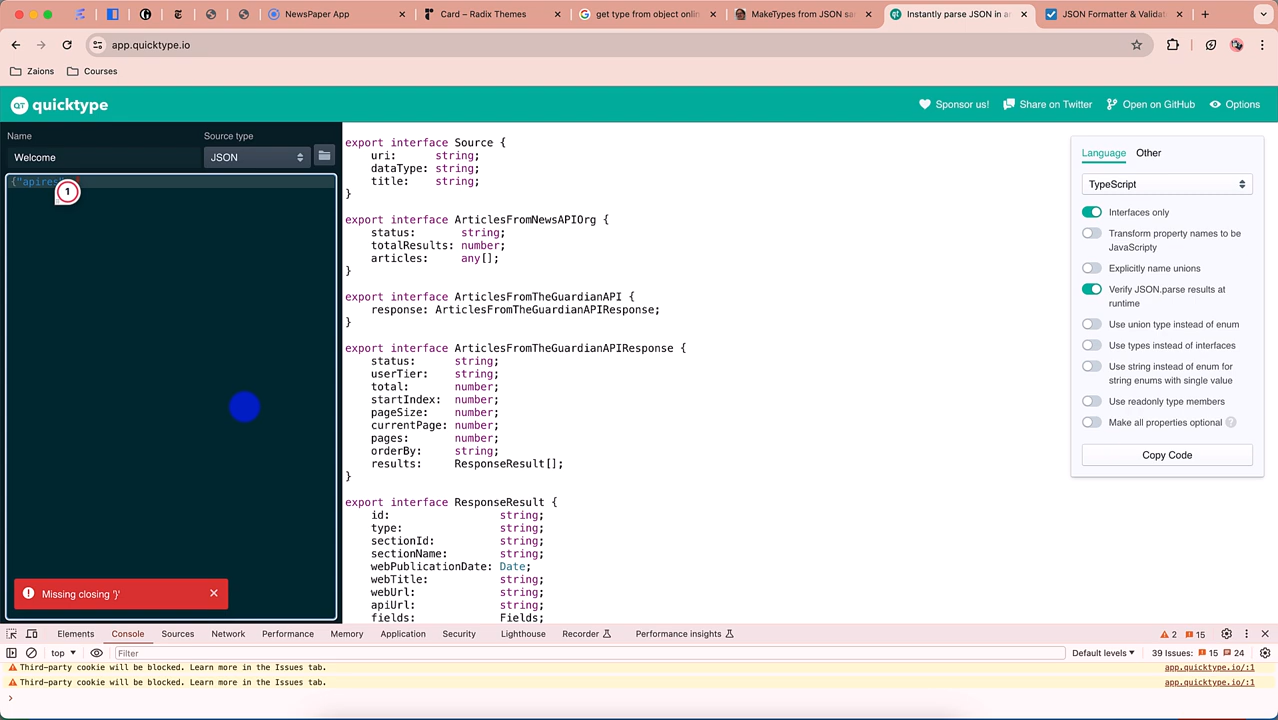 NewsPaper App
Card – Radix Themes
get type from object onlin
MakeTypes from JSON sa
Instantly parse JSON in a
JSON Formatter & Valida
app.quicktype.io
Zaions
Courses
QT quicktype
Sponsor us!
Share on Twitter
Open on GitHub
Options
Name
Source type
Welcome
JSON
{"apires
1
Missing closing '}'
export interface Source {
uri: string;
dataType: string;
title: string;
}
export interface ArticlesFromNewsAPIOrg {
status: string;
totalResults: number;
articles: any[];
}
export interface ArticlesFromTheGuardianAPI {
response: ArticlesFromTheGuardianAPIResponse;
}
export interface ArticlesFromTheGuardianAPIResponse {
status: string;
userTier: string;
total: number;
startIndex: number;
pageSize: number;
currentPage: number;
pages: number;
orderBy: string;
results: ResponseResult[];
}
export interface ResponseResult {
id: string;
type: string;
sectionId: string;
sectionName: string;
webPublicationDate: Date;
webTitle: string;
webUrl: string;
apiUrl: string;
fields: Fields;
Language
Other
TypeScript
Interfaces only
Transform property names to be
JavaScripty
Explicitly name unions
Verify JSON.parse results at
runtime
Use union type instead of enum
Use types instead of interfaces
Use string instead of enum for
string enums with single value
Use readonly type members
Make all properties optional ?
Copy Code
Elements
Console
Sources
Network
Performance
Memory
Application
Security
Lighthouse
Recorder
Performance insights
2
15
top
Filter
Default levels
39 Issues: 15 24
Third-party cookie will be blocked. Learn more in the Issues tab.
app.quicktype.io/:1
Third-party cookie will be blocked. Learn more in the Issues tab.
app.quicktype.io/:1